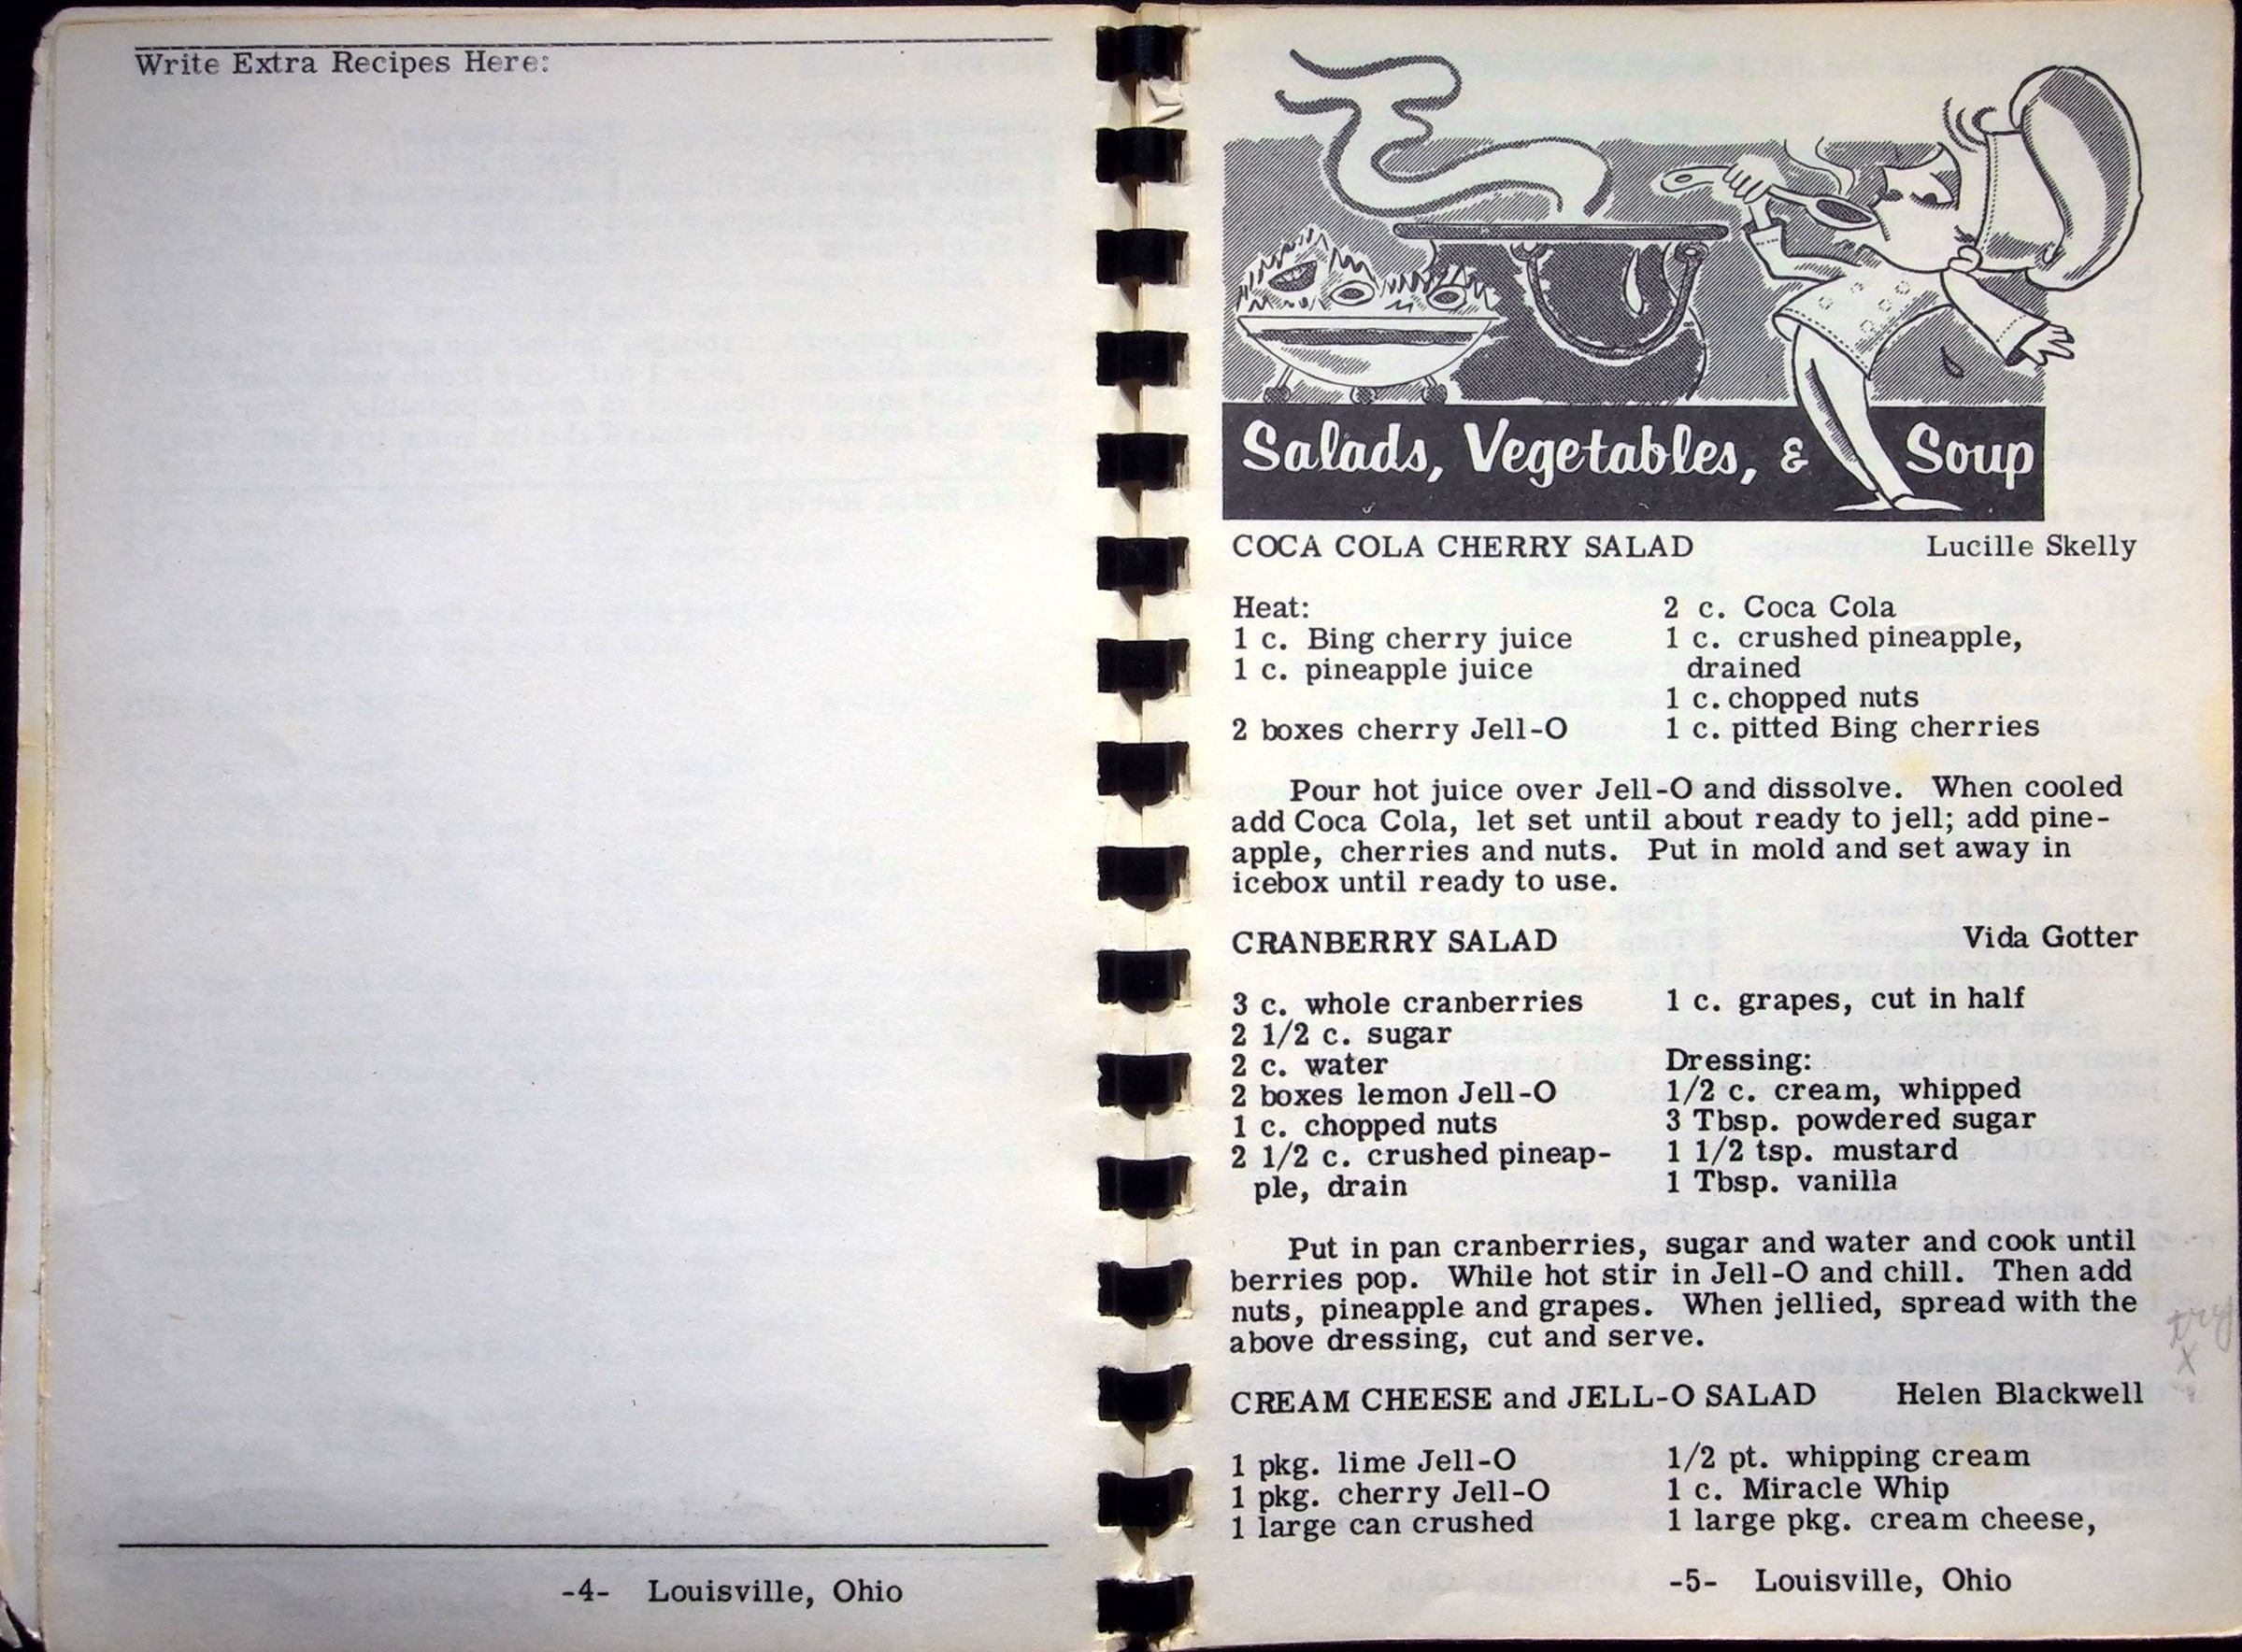 Write Extra Recipes Here:
-4- Louisville, Ohio
Salads, Vegetables, & Soup
COCA COLA CHERRY SALAD Lucille Skelly
Heat:
1 c. Bing cherry juice
1 c. pineapple juice
2 boxes cherry Jell-O
2 c. Coca Cola
1 c. crushed pineapple,
drained
1 c. chopped nuts
1 c. pitted Bing cherries
Pour hot juice over Jell-O and dissolve. When cooled
add Coca Cola, let set until about ready to jell; add pine-
apple, cherries and nuts. Put in mold and set away in
icebox until ready to use.
CRANBERRY SALAD Vida Gotter
3 c. whole cranberries
2 1/2 c. sugar
2 c. water
2 boxes lemon Jell-O
1 c. chopped nuts
2 1/2 c. crushed pineap-
ple, drain
1 c. grapes, cut in half
Dressing:
1/2 c. cream, whipped
3 Tbsp. powdered sugar
1 1/2 tsp. mustard
1 Tbsp. vanilla
Put in pan cranberries, sugar and water and cook until
berries pop. While hot stir in Jell-O and chill. Then add
nuts, pineapple and grapes. When jellied, spread with the
above dressing, cut and serve.
try
X
CREAM CHEESE and JELL-O SALAD Helen Blackwell
1 pkg. lime Jell-O
1 pkg. cherry Jell-O
1 large can crushed
1/2 pt. whipping cream
1 c. Miracle Whip
1 large pkg. cream cheese,
-5- Louisville, Ohio